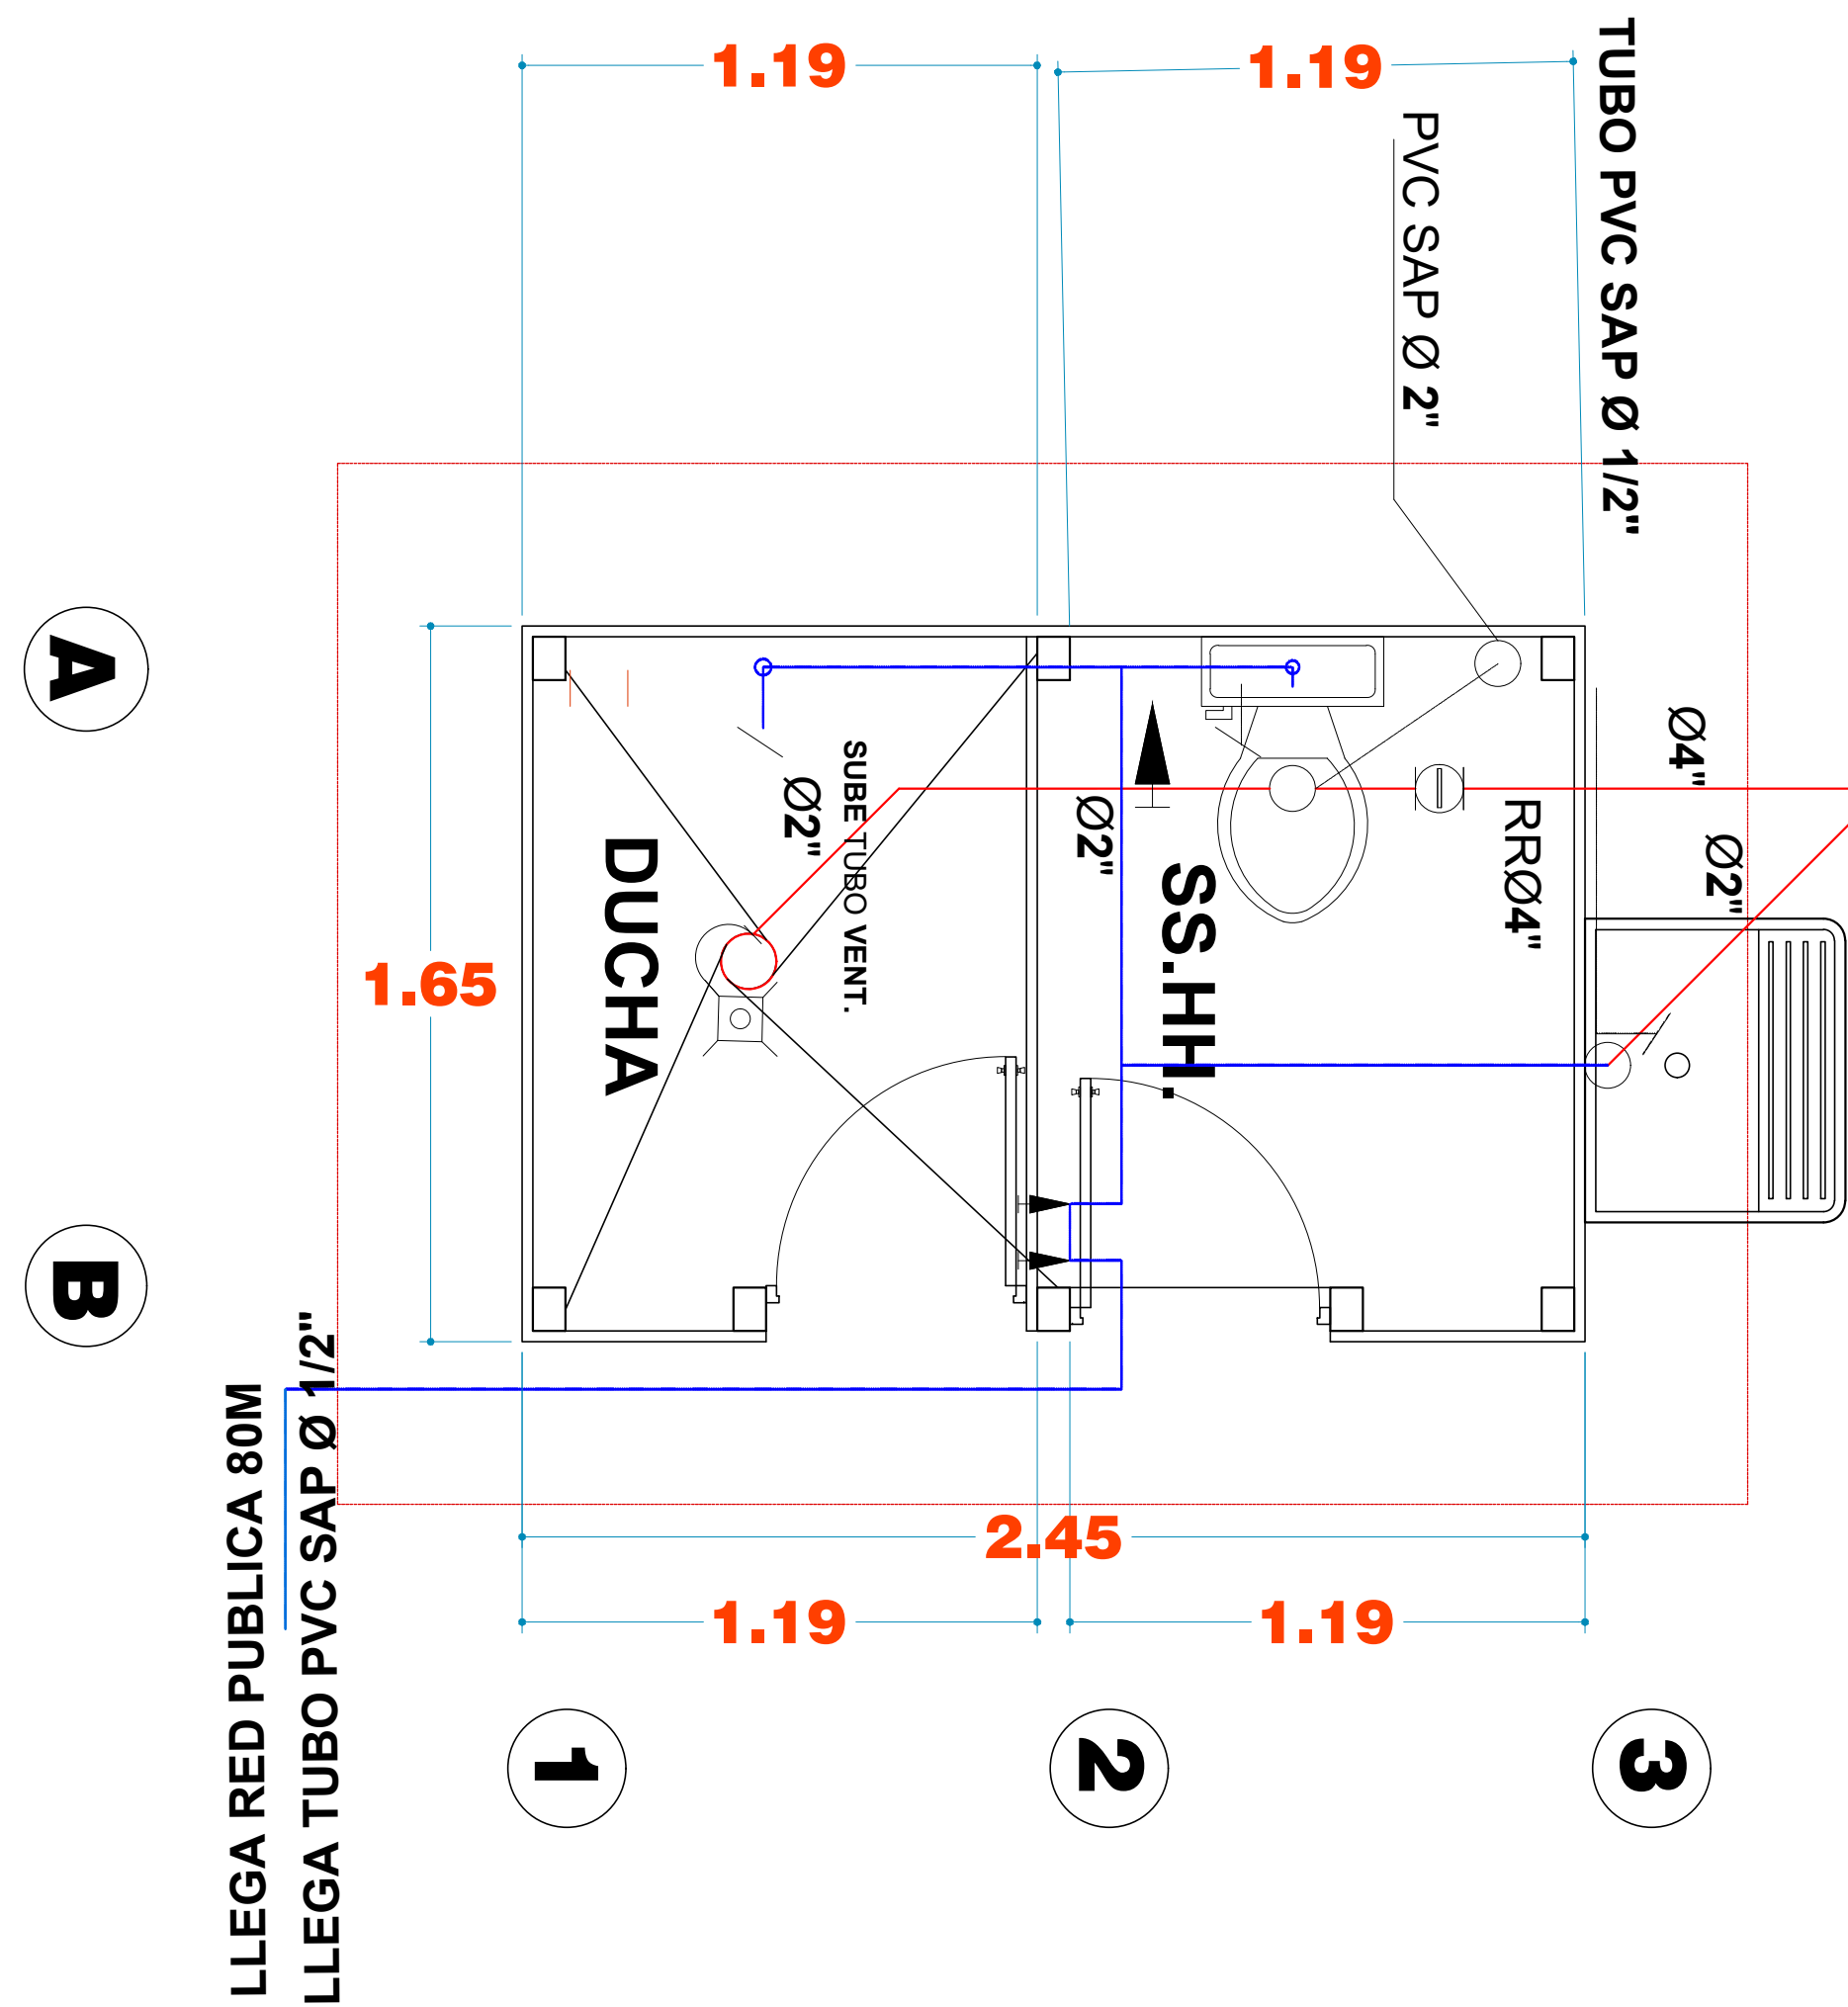 1.19
1.19
TUBO PVC SAP Ø 1/2"
PVC SAP Ø 2"
A
Ø4"
Ø2"
SUBE TUBO VENT.
Ø2"
Ø2"
RRØ4"
DUCHA
SS.HH.
1.65
B
LLEGA RED PUBLICA 80M
LLEGA TUBO PVC SAP Ø 1/2"
2.45
1.19
1.19
1
2
3